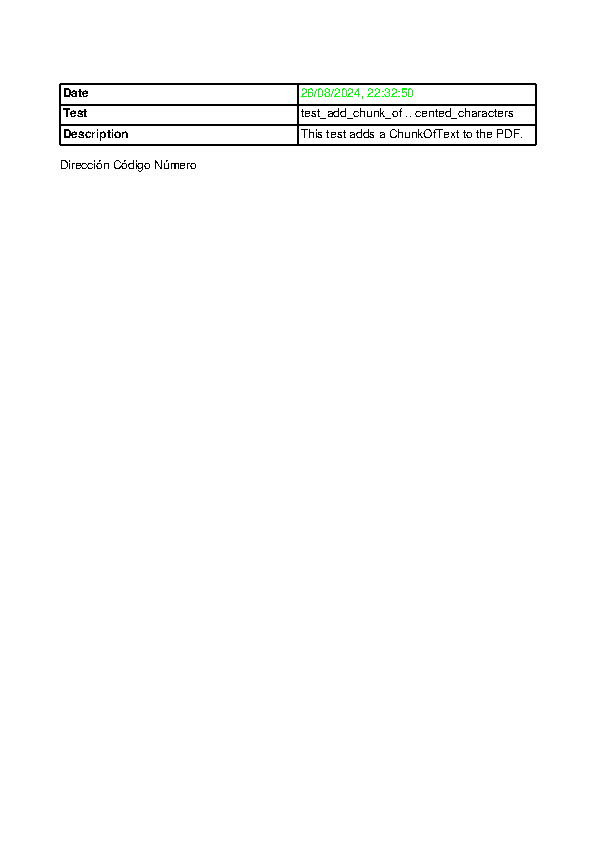 Date 28/08/2024, 22:32:50
Test test_add_chunk_of .. cented_characters
Description This test adds a ChunkOfText to the PDF.
Dirección Código Número